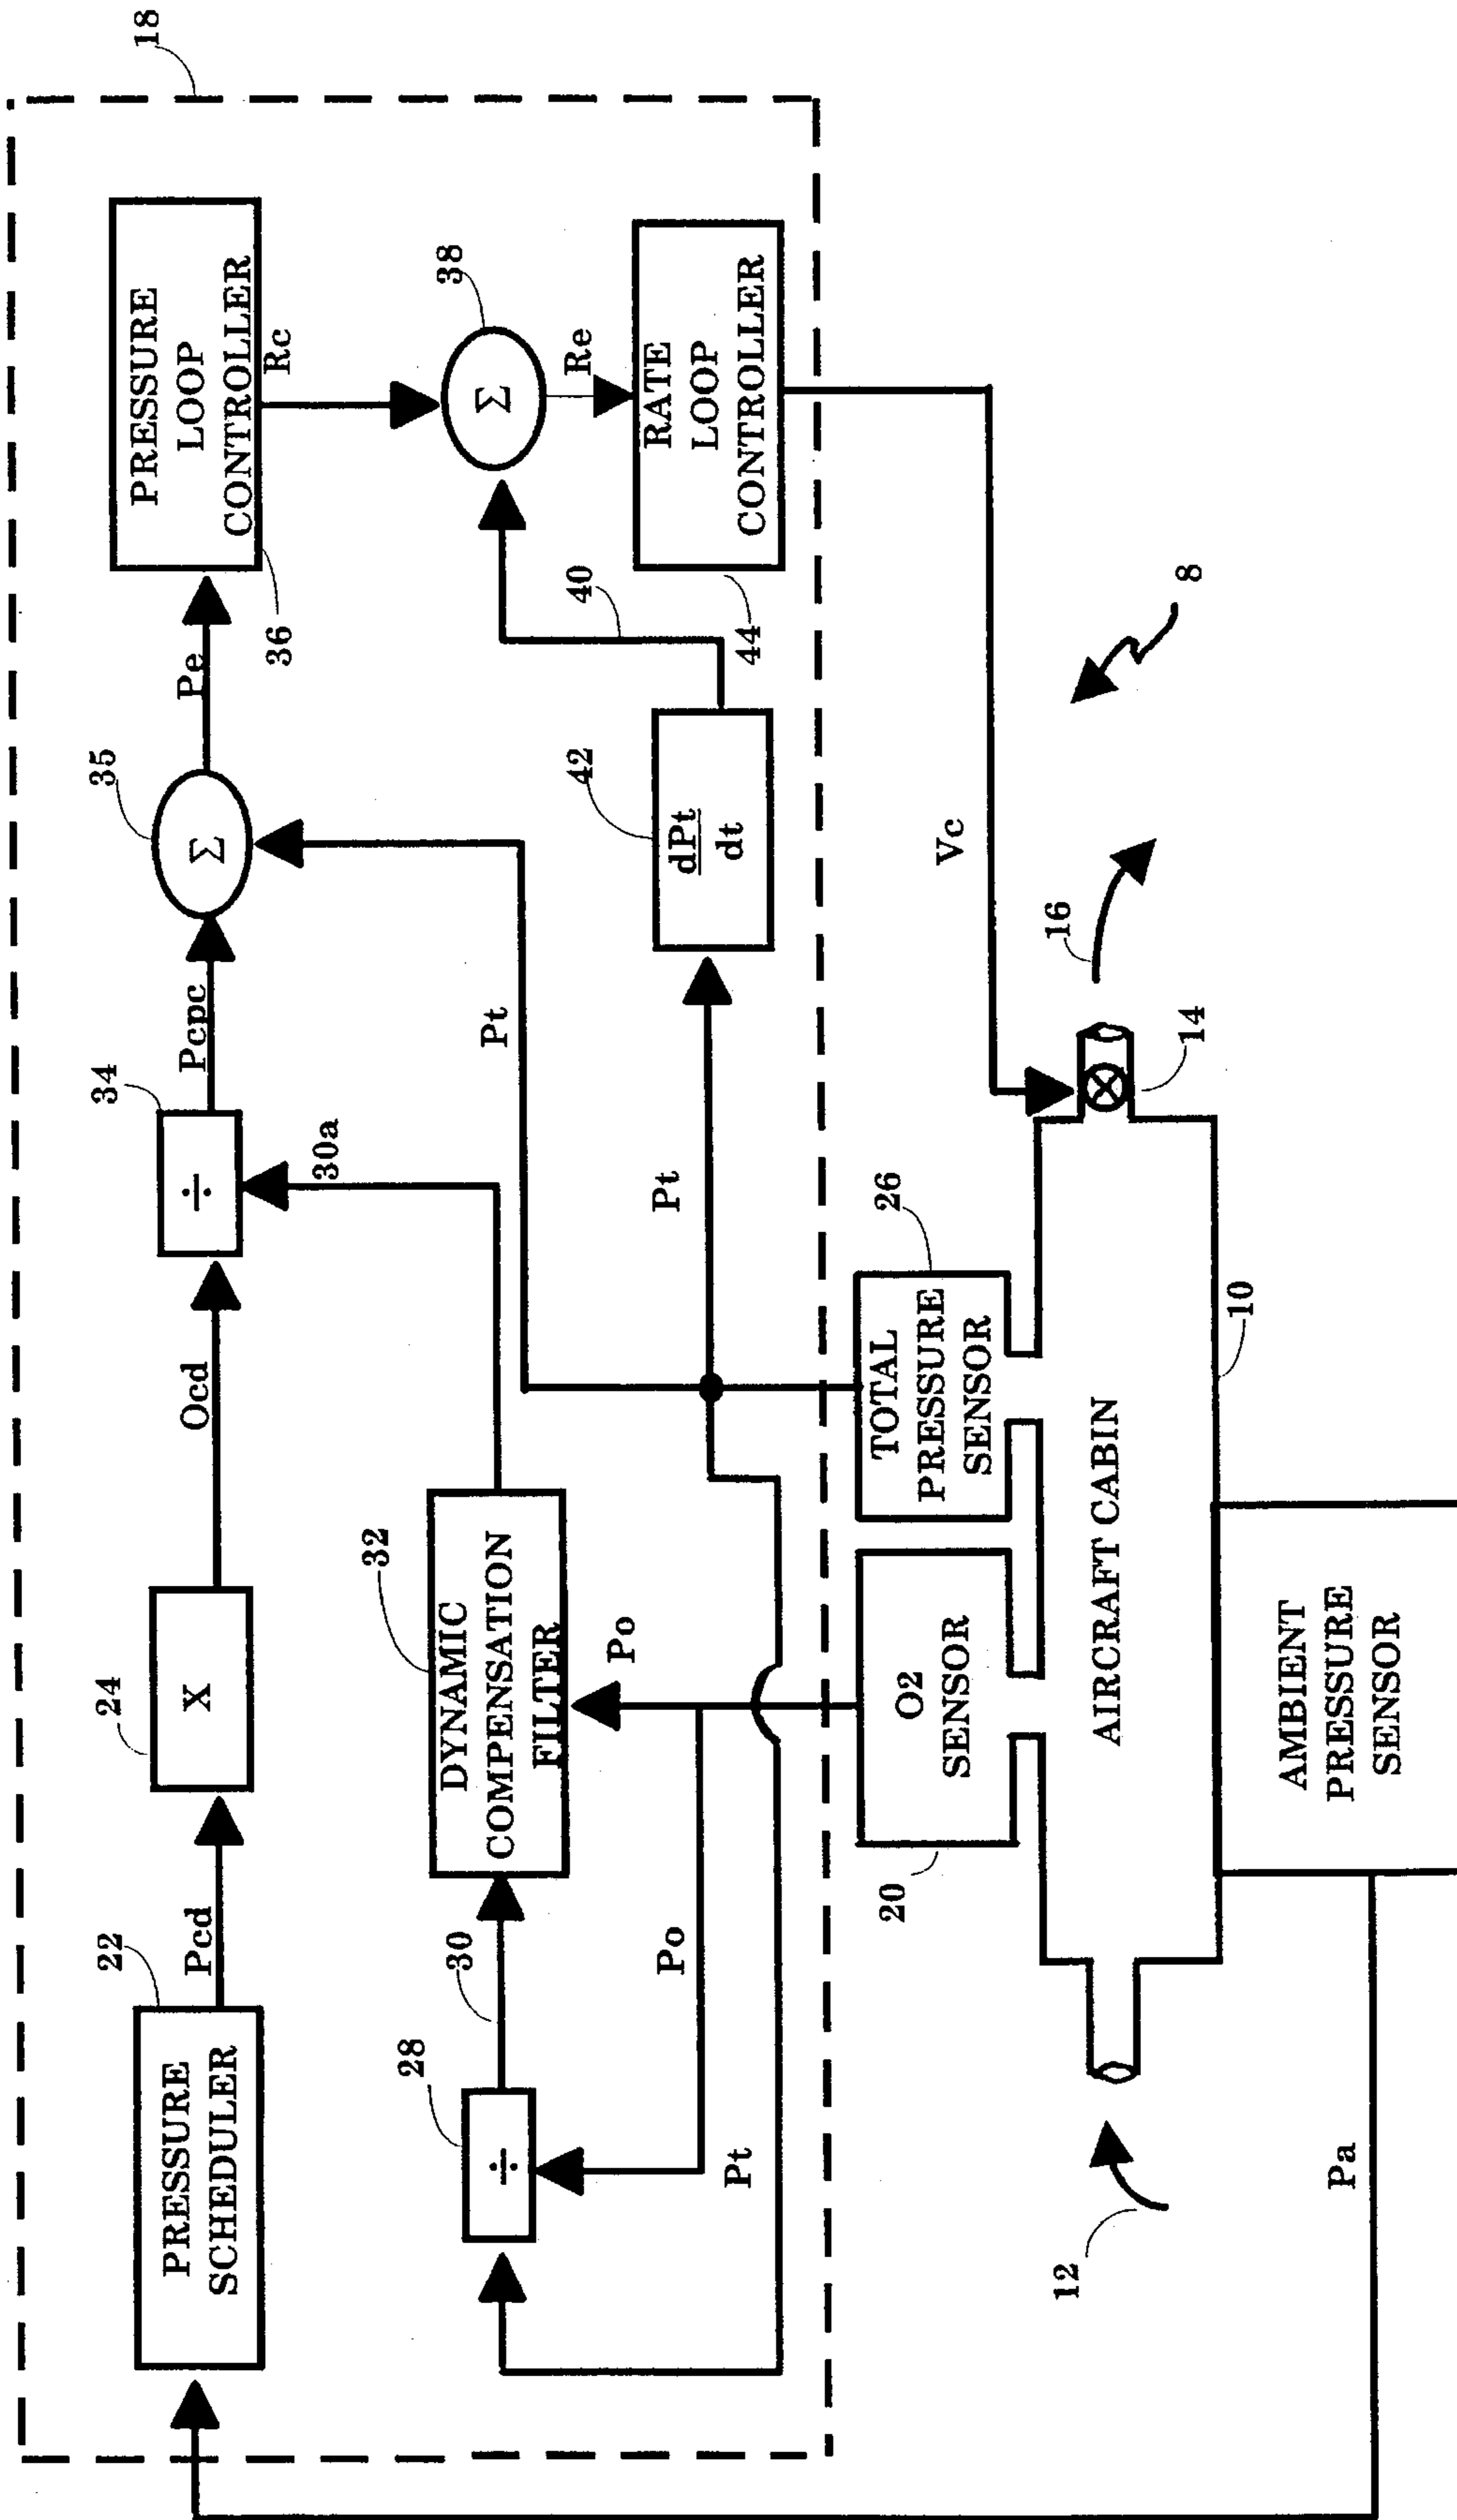 18
PRESSURE
SCHEDULER
22
Pcd
24
X
Ocd
34
÷
Pcpc
35
Σ
Pe
PRESSURE
LOOP
CONTROLLER
36
Rc
28
÷
30
DYNAMIC
COMPENSATION
FILTER
32
30a
Pt
38
Σ
Re
Po
Po
Pt
Pt
42
dPt
dt
40
RATE
LOOP
CONTROLLER
44
20
O2
SENSOR
TOTAL
PRESSURE
SENSOR
26
Vc
12
AIRCRAFT CABIN
10
14
16
8
Pa
AMBIENT
PRESSURE
SENSOR